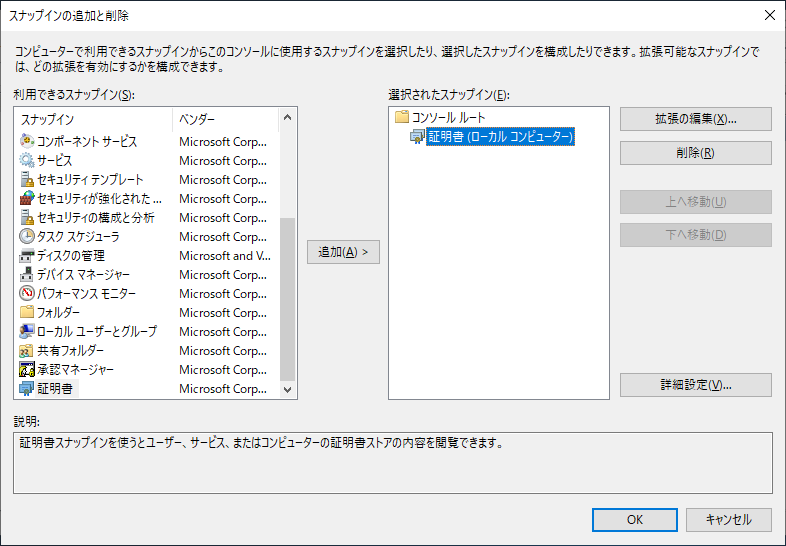 スナップインの追加と削除
コンピューターで利用できるスナップインからこのコンソールに使用するスナップインを選択したり、選択したスナップインを構成したりできます。拡張可能なスナップインで
は、どの拡張を有効にするかを構成できます。
利用できるスナップイン(S):
スナップイン ベンダー
コンポーネント サービス Microsoft Corp...
サービス Microsoft Corp...
セキュリティ テンプレート Microsoft Corp...
セキュリティが強化された ... Microsoft Corp...
セキュリティの構成と分析 Microsoft Corp...
タスク スケジューラ Microsoft Corp...
ディスクの管理 Microsoft and V...
デバイス マネージャー Microsoft Corp...
パフォーマンス モニター Microsoft Corp...
フォルダー Microsoft Corp...
ローカル ユーザーとグループ Microsoft Corp...
共有フォルダー Microsoft Corp...
承認マネージャー Microsoft Corp...
証明書 Microsoft Corp...
追加(A) >
選択されたスナップイン(E):
コンソール ルート
証明書 (ローカル コンピューター)
拡張の編集(X)...
削除(R)
上へ移動(U)
下へ移動(D)
詳細設定(V)...
説明:
証明書スナップインを使うとユーザー、サービス、またはコンピューターの証明書ストアの内容を閲覧できます。
OK
キャンセル